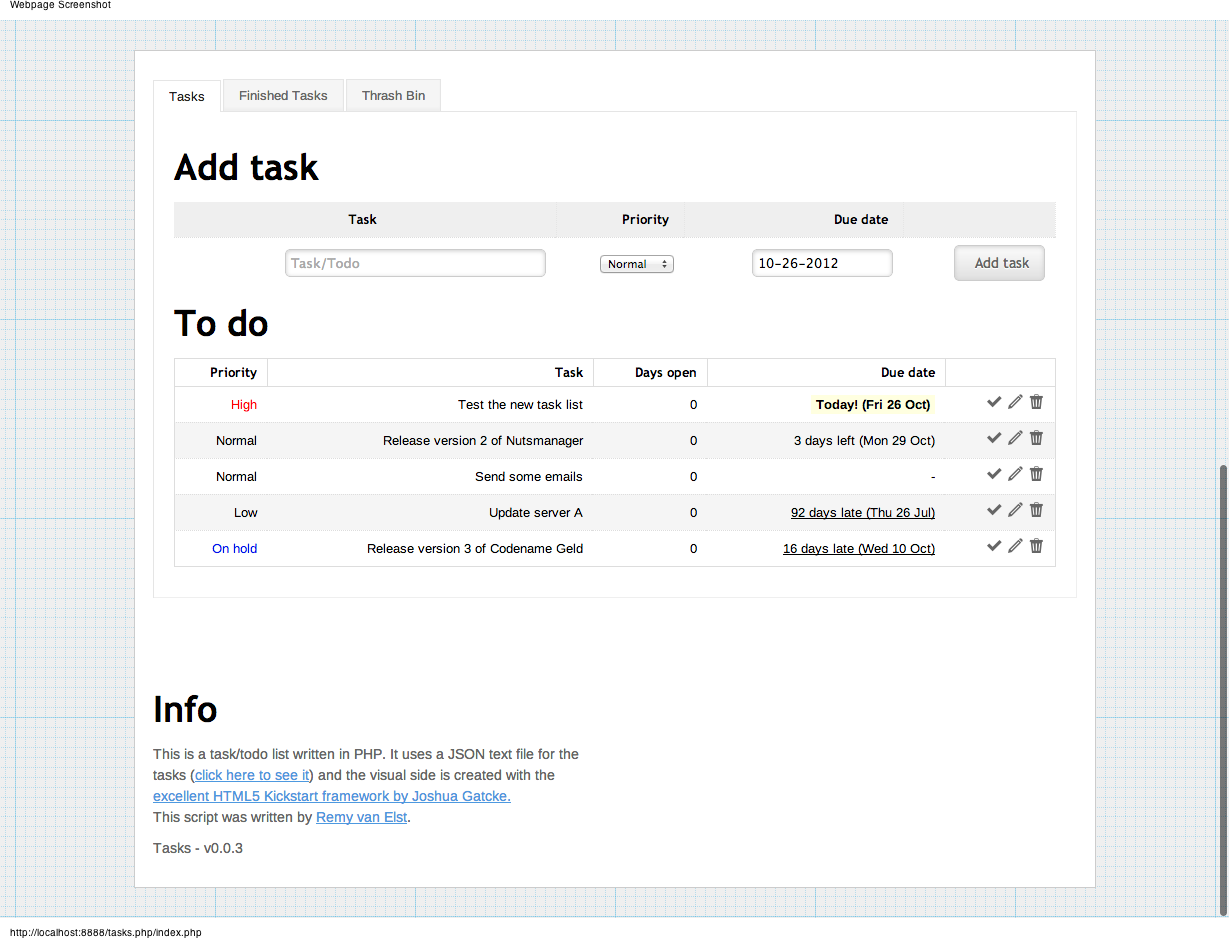 Webpage Screenshot
Tasks Finished Tasks Thrash Bin
Add task
Task Priority Due date
Task/Todo Normal 10-26-2012 Add task
To do
Priority Task Days open Due date
High Test the new task list 0 Today! (Fri 26 Oct)
Normal Release version 2 of Nutsmanager 0 3 days left (Mon 29 Oct)
Normal Send some emails 0 -
Low Update server A 0 92 days late (Thu 26 Jul)
On hold Release version 3 of Codename Geld 0 16 days late (Wed 10 Oct)
Info
This is a task/todo list written in PHP. It uses a JSON text file for the
tasks (click here to see it) and the visual side is created with the
excellent HTML5 Kickstart framework by Joshua Gatcke.
This script was written by Remy van Elst.
Tasks - v0.0.3
http://localhost:8888/tasks.php/index.php